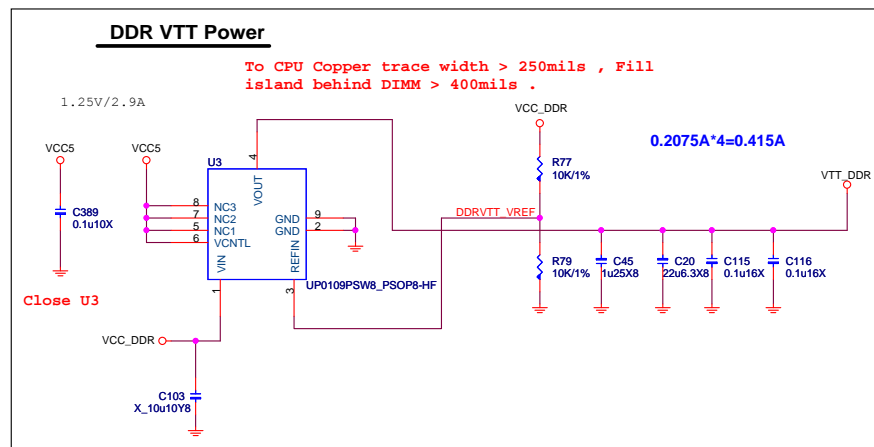 DDR VTT Power
To CPU Copper trace width > 250mils , Fill
island behind DIMM > 400mils .
1.25V/2.9A
VCC_DDR
0.2075A*4=0.415A
VCC5
VCC5
U3
4
VOUT
R77
10K/1%
VTT_DDR
C389
0.1u10X
8
7
5
6
NC3
NC2
NC1
VCNTL
VIN
GND
GND
REFIN
9
2
DDRVTT_VREF
R79
10K/1%
C45
1u25X8
C20
22u6.3X8
C115
0.1u16X
C116
0.1u16X
UP0109PSW8_PSOP8-HF
1
3
Close U3
VCC_DDR
C103
X_10u10Y8